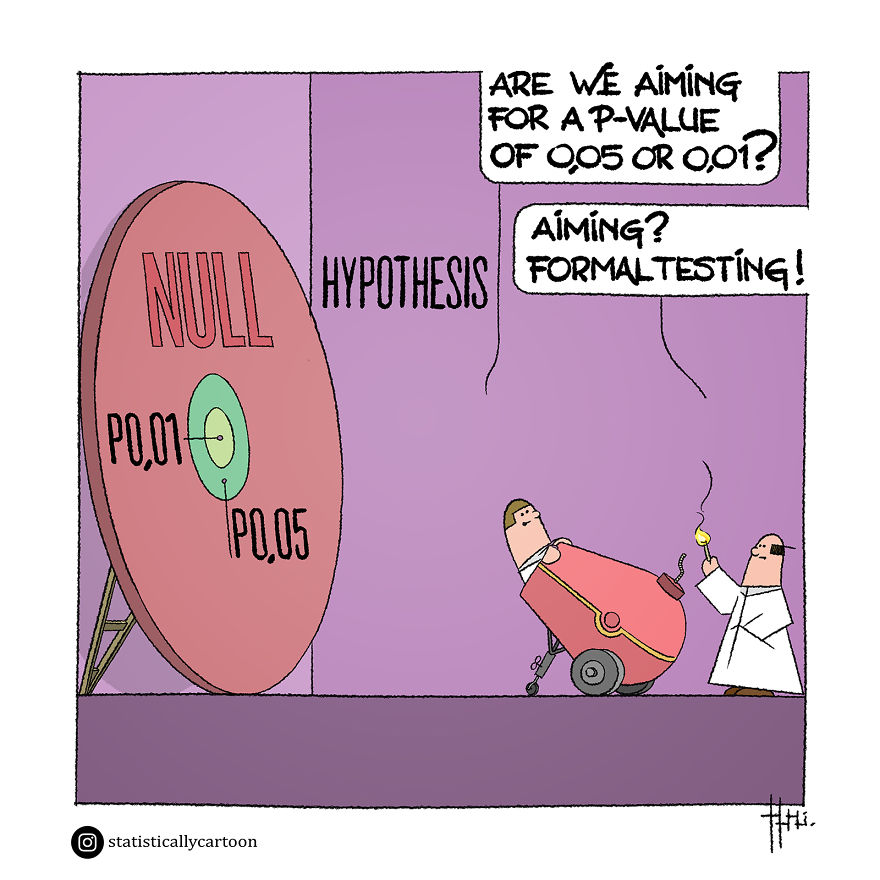 ARE WE AIMING
FOR A P-VALUE
OF 0,05 OR 0,01?
AIMING?
FORMALTESTING!
NULL
HYPOTHESIS
P0,01
P0,05
statisticallycartoon